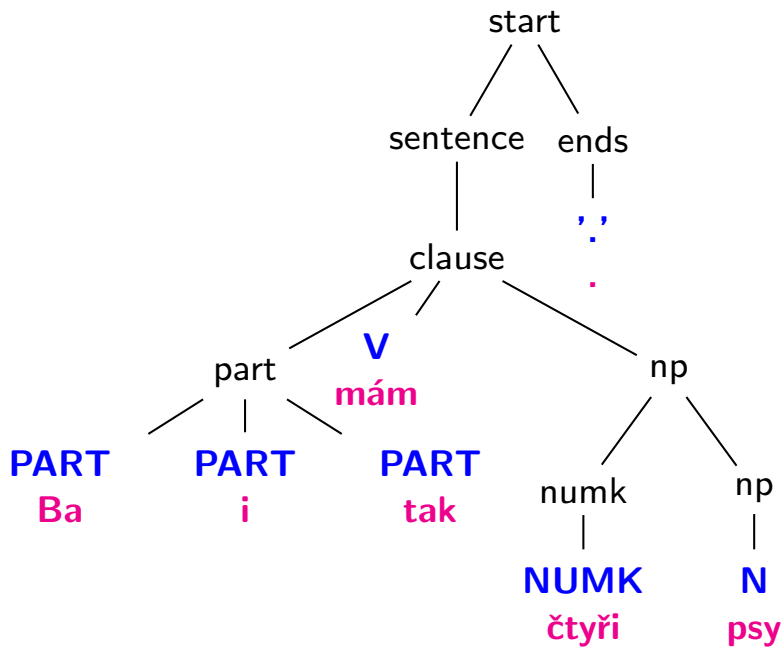 start
sentence ends
'.'
clause .
V
part np
mám
PART PART PART
numk np
Ba i tak
NUMK N
čtyři psy